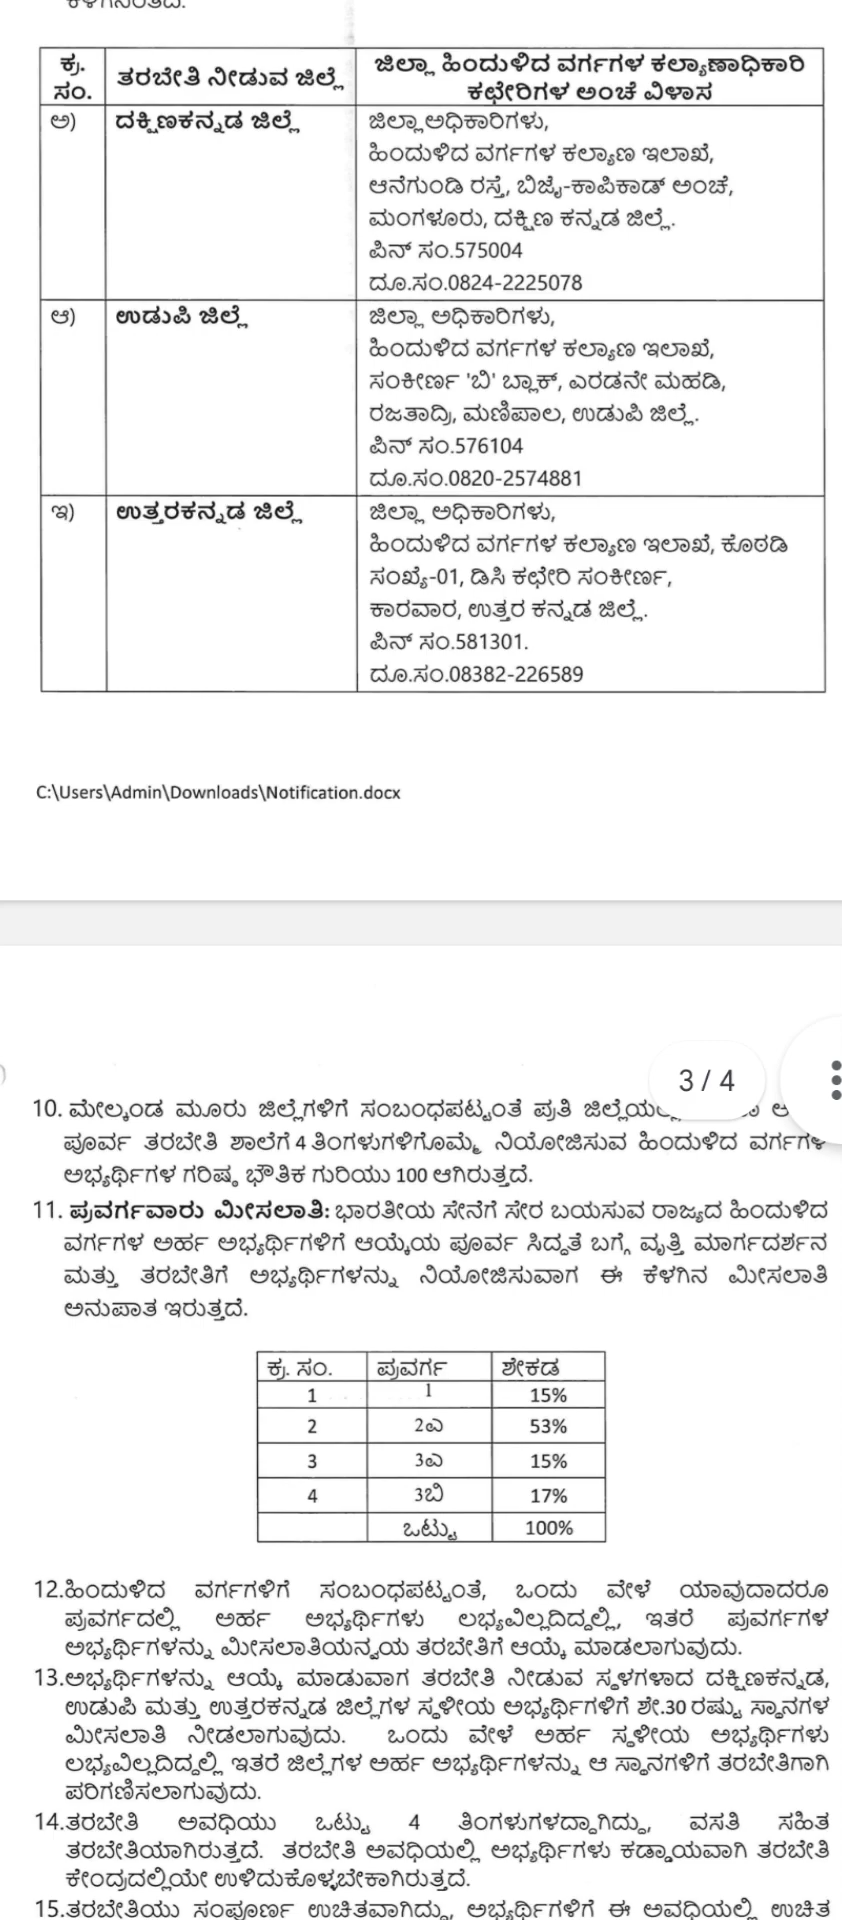 ಕ್ರ. ಸಂ. ತರಬೇತಿ ನೀಡುವ ಜಿಲ್ಲೆ ಜಿಲ್ಲಾ ಹಿಂದುಳಿದ ವರ್ಗಗಳ ಕಲ್ಯಾಣಾಧಿಕಾರಿ
ಕಛೇರಿಗಳ ಅಂಚೆ ವಿಳಾಸ
ಅ) ದಕ್ಷಿಣಕನ್ನಡ ಜಿಲ್ಲೆ ಜಿಲ್ಲಾ ಅಧಿಕಾರಿಗಳು,
ಹಿಂದುಳಿದ ವರ್ಗಗಳ ಕಲ್ಯಾಣ ಇಲಾಖೆ,
ಆನೆಗುಂಡಿ ರಸ್ತೆ, ಬಿಜೈ-ಕಾಪಿಕಾಡ್ ಅಂಚೆ,
ಮಂಗಳೂರು, ದಕ್ಷಿಣ ಕನ್ನಡ ಜಿಲ್ಲೆ.
ಪಿನ್ ಸಂ.575004
ದೂ.ಸಂ.0824-2225078
ಆ) ಉಡುಪಿ ಜಿಲ್ಲೆ ಜಿಲ್ಲಾ ಅಧಿಕಾರಿಗಳು,
ಹಿಂದುಳಿದ ವರ್ಗಗಳ ಕಲ್ಯಾಣ ಇಲಾಖೆ,
ಸಂಕೀರ್ಣ 'ಬಿ' ಬ್ಲಾಕ್, ಎರಡನೇ ಮಹಡಿ,
ರಜತಾದ್ರಿ, ಮಣಿಪಾಲ, ಉಡುಪಿ ಜಿಲ್ಲೆ.
ಪಿನ್ ಸಂ.576104
ದೂ.ಸಂ.0820-2574881
ಇ) ಉತ್ತರಕನ್ನಡ ಜಿಲ್ಲೆ ಜಿಲ್ಲಾ ಅಧಿಕಾರಿಗಳು,
ಹಿಂದುಳಿದ ವರ್ಗಗಳ ಕಲ್ಯಾಣ ಇಲಾಖೆ, ಕೊಠಡಿ
ಸಂಖ್ಯೆ-01, ಡಿಸಿ ಕಛೇರಿ ಸಂಕೀರ್ಣ,
ಕಾರವಾರ, ಉತ್ತರ ಕನ್ನಡ ಜಿಲ್ಲೆ.
ಪಿನ್ ಸಂ.581301.
ದೂ.ಸಂ.08382-226589
C:\Users\Admin\Downloads\Notification.docx
3 / 4
10. ಮೇಲ್ಕಂಡ ಮೂರು ಜಿಲ್ಲೆಗಳಿಗೆ ಸಂಬಂಧಪಟ್ಟಂತೆ ಪ್ರತಿ
ಪೂರ್ವ ತರಬೇತಿ ಶಾಲೆಗೆ 4 ತಿಂಗಳುಗಳಿಗೊಮ್ಮೆ ನಿಯೋಜಿಸುವ ಹಿಂದುಳಿದ ವರ್ಗಗಳ
ಅಭ್ಯರ್ಥಿಗಳ ಗರಿಷ್ಠ ಭೌತಿಕ ಗುರಿಯು 100 ಆಗಿರುತ್ತದೆ.
11. ಪ್ರವರ್ಗವಾರು ಮೀಸಲಾತಿ: ಭಾರತೀಯ ಸೇನೆಗೆ ಸೇರ ಬಯಸುವ ರಾಜ್ಯದ ಹಿಂದುಳಿದ
ವರ್ಗಗಳ ಅರ್ಹ ಅಭ್ಯರ್ಥಿಗಳಿಗೆ ಆಯ್ಕೆಯ ಪೂರ್ವ ಸಿದ್ಧತೆ ಬಗ್ಗೆ ವೃತ್ತಿ ಮಾರ್ಗದರ್ಶನ
ಮತ್ತು ತರಬೇತಿಗೆ ಅಭ್ಯರ್ಥಿಗಳನ್ನು ನಿಯೋಜಿಸುವಾಗ ಈ ಕೆಳಗಿನ ಮೀಸಲಾತಿ
ಅನುಪಾತ ಇರುತ್ತದೆ.
ಕ್ರ. ಸಂ. ಪ್ರವರ್ಗ ಶೇಕಡ
1 1 15%
2 2ಎ 53%
3 3ಎ 15%
4 3ಬಿ 17%
ಒಟ್ಟು 100%
12.ಹಿಂದುಳಿದ ವರ್ಗಗಳಿಗೆ ಸಂಬಂಧಪಟ್ಟಂತೆ, ಒಂದು ವೇಳೆ ಯಾವುದಾದರೂ
ಪ್ರವರ್ಗದಲ್ಲಿ ಅರ್ಹ ಅಭ್ಯರ್ಥಿಗಳು ಲಭ್ಯವಿಲ್ಲದಿದ್ದಲ್ಲಿ, ಇತರೆ ಪ್ರವರ್ಗಗಳ
ಅಭ್ಯರ್ಥಿಗಳನ್ನು ಮೀಸಲಾತಿಯನ್ವಯ ತರಬೇತಿಗೆ ಆಯ್ಕೆ ಮಾಡಲಾಗುವುದು.
13.ಅಭ್ಯರ್ಥಿಗಳನ್ನು ಆಯ್ಕೆ ಮಾಡುವಾಗ ತರಬೇತಿ ನೀಡುವ ಸ್ಥಳಗಳಾದ ದಕ್ಷಿಣಕನ್ನಡ,
ಉಡುಪಿ ಮತ್ತು ಉತ್ತರಕನ್ನಡ ಜಿಲ್ಲೆಗಳ ಸ್ಥಳೀಯ ಅಭ್ಯರ್ಥಿಗಳಿಗೆ ಶೇ.30 ರಷ್ಟು ಸ್ಥಾನಗಳ
ಮೀಸಲಾತಿ ನೀಡಲಾಗುವುದು. ಒಂದು ವೇಳೆ ಅರ್ಹ ಸ್ಥಳೀಯ ಅಭ್ಯರ್ಥಿಗಳು
ಲಭ್ಯವಿಲ್ಲದಿದ್ದಲ್ಲಿ ಇತರೆ ಜಿಲ್ಲೆಗಳ ಅರ್ಹ ಅಭ್ಯರ್ಥಿಗಳನ್ನು ಆ ಸ್ಥಾನಗಳಿಗೆ ತರಬೇತಿಗಾಗಿ
ಪರಿಗಣಿಸಲಾಗುವುದು.
14.ತರಬೇತಿ ಅವಧಿಯು ಒಟ್ಟು 4 ತಿಂಗಳುಗಳದ್ದಾಗಿದ್ದು, ವಸತಿ ಸಹಿತ
ತರಬೇತಿಯಾಗಿರುತ್ತದೆ. ತರಬೇತಿ ಅವಧಿಯಲ್ಲಿ ಅಭ್ಯರ್ಥಿಗಳು ಕಡ್ಡಾಯವಾಗಿ ತರಬೇತಿ
ಕೇಂದ್ರದಲ್ಲಿಯೇ ಉಳಿದುಕೊಳ್ಳಬೇಕಾಗಿರುತ್ತದೆ.
15.ತರಬೇತಿಯು ಸಂಪೂರ್ಣ ಉಚಿತವಾಗಿದ್ದು, ಅಭ್ಯರ್ಥಿಗಳಿಗೆ ಈ ಅವಧಿಯಲ್ಲಿ ಉಚಿತ